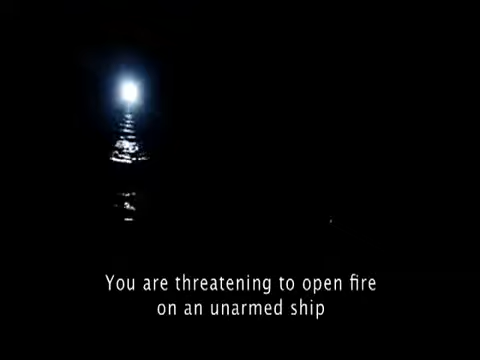 You are threatening to open fire
on an unarmed ship